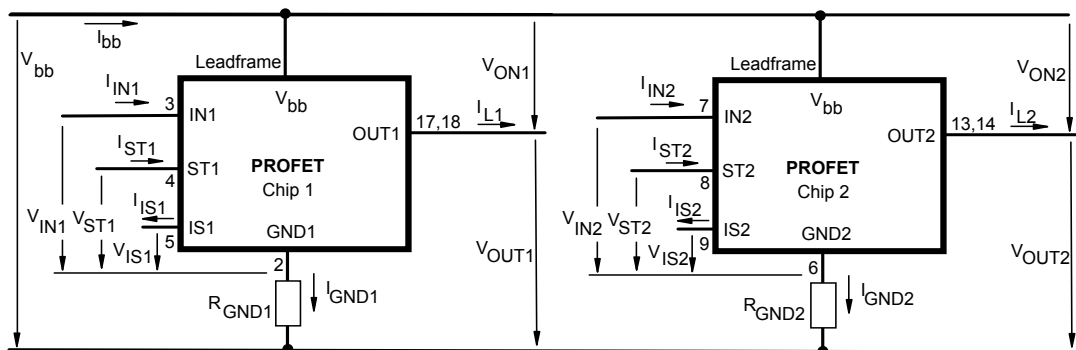 I_bb
V_bb
Leadframe
V_ON1
I_IN1
3
V_bb
IN1
OUT1
17,18
I_L1
I_ST1
ST1
4
PROFET
Chip 1
I_IS1
V_IN1
V_ST1
V_IS1
IS1
5
GND1
2
R_GND1
I_GND1
V_OUT1
Leadframe
V_ON2
I_IN2
7
V_bb
IN2
OUT2
13,14
I_L2
I_ST2
ST2
8
PROFET
Chip 2
I_IS2
V_IN2
V_ST2
V_IS2
IS2
9
GND2
6
R_GND2
I_GND2
V_OUT2